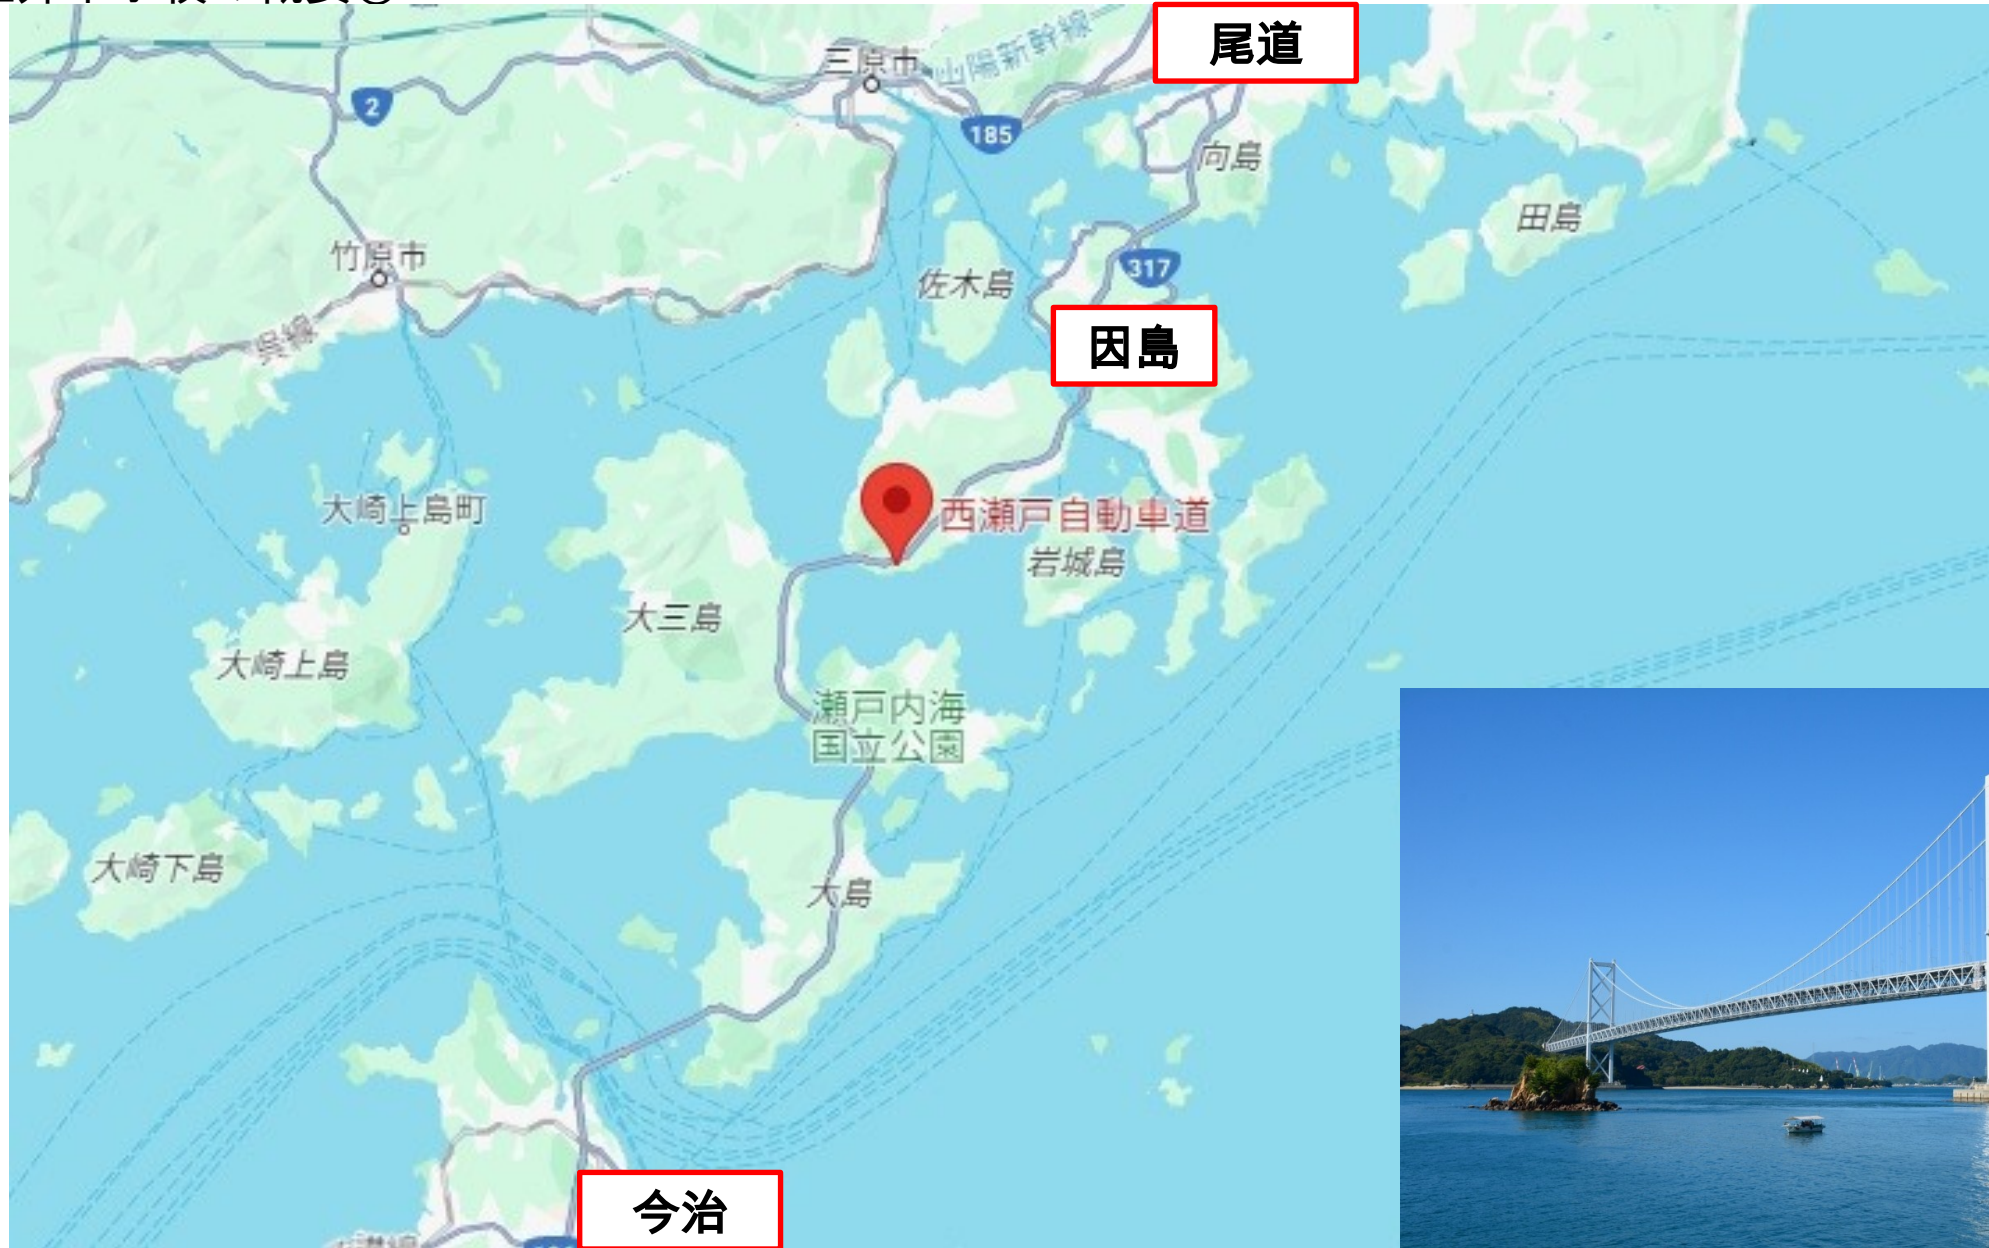 尾道
三原市
山陽新幹線
2
185
向島
田島
竹原市
佐木島
317
呉線
因島
大崎上島町
西瀬戸自動車道
岩城島
大三島
大崎上島
瀬戸内海
国立公園
大崎下島
大島
今治